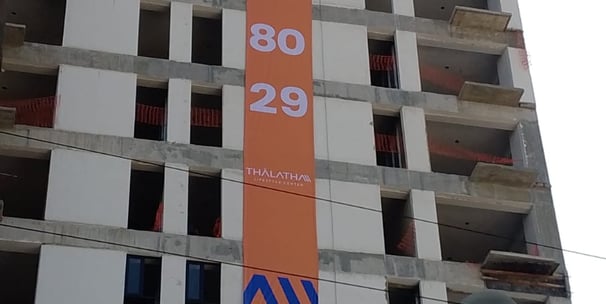 80
29
THALATHA
LIFESTYLE CENTER